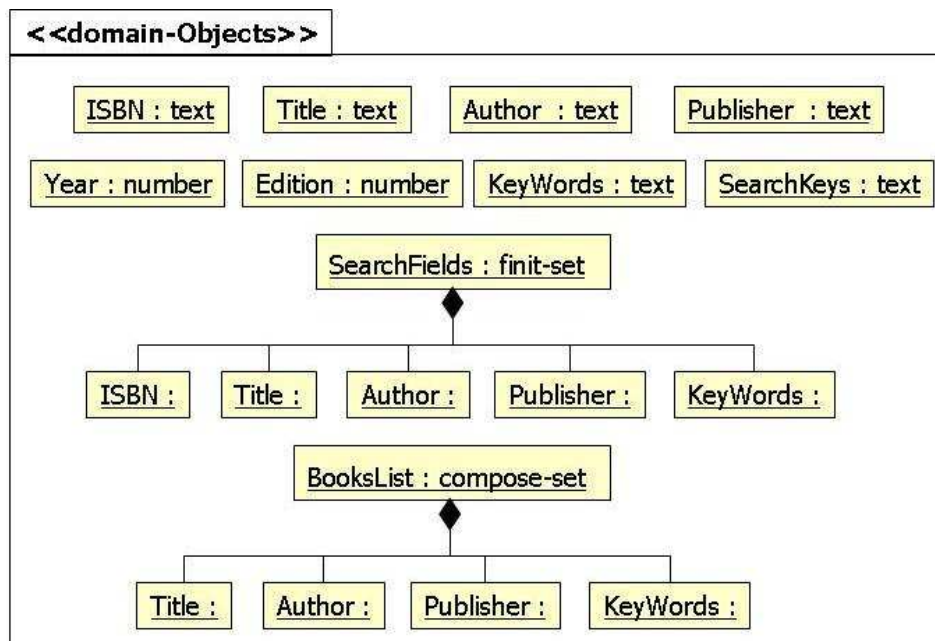 <<domain-Objects>>
ISBN : text Title : text Author : text Publisher : text
Year : number Edition : number KeyWords : text SearchKeys : text
SearchFields : finit-set
ISBN : Title : Author : Publisher : KeyWords :
BooksList : compose-set
Title : Author : Publisher : KeyWords :